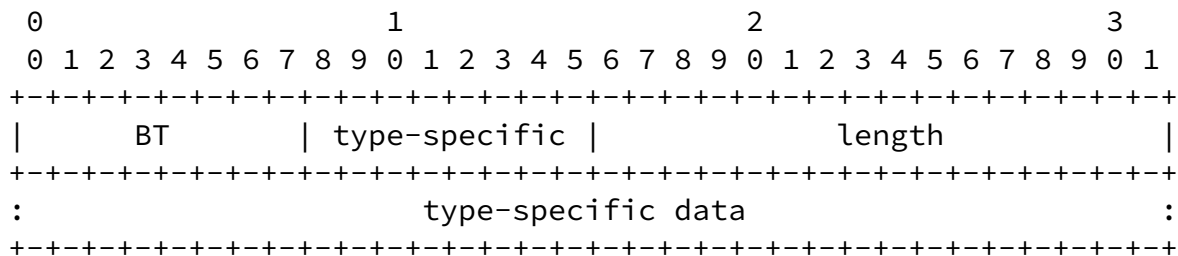 0                   1                   2                   3
 0 1 2 3 4 5 6 7 8 9 0 1 2 3 4 5 6 7 8 9 0 1 2 3 4 5 6 7 8 9 0 1
+-+-+-+-+-+-+-+-+-+-+-+-+-+-+-+-+-+-+-+-+-+-+-+-+-+-+-+-+-+-+-+-+
|      BT       | type-specific |             length            |
+-+-+-+-+-+-+-+-+-+-+-+-+-+-+-+-+-+-+-+-+-+-+-+-+-+-+-+-+-+-+-+-+
:                      type-specific data                       :
+-+-+-+-+-+-+-+-+-+-+-+-+-+-+-+-+-+-+-+-+-+-+-+-+-+-+-+-+-+-+-+-+